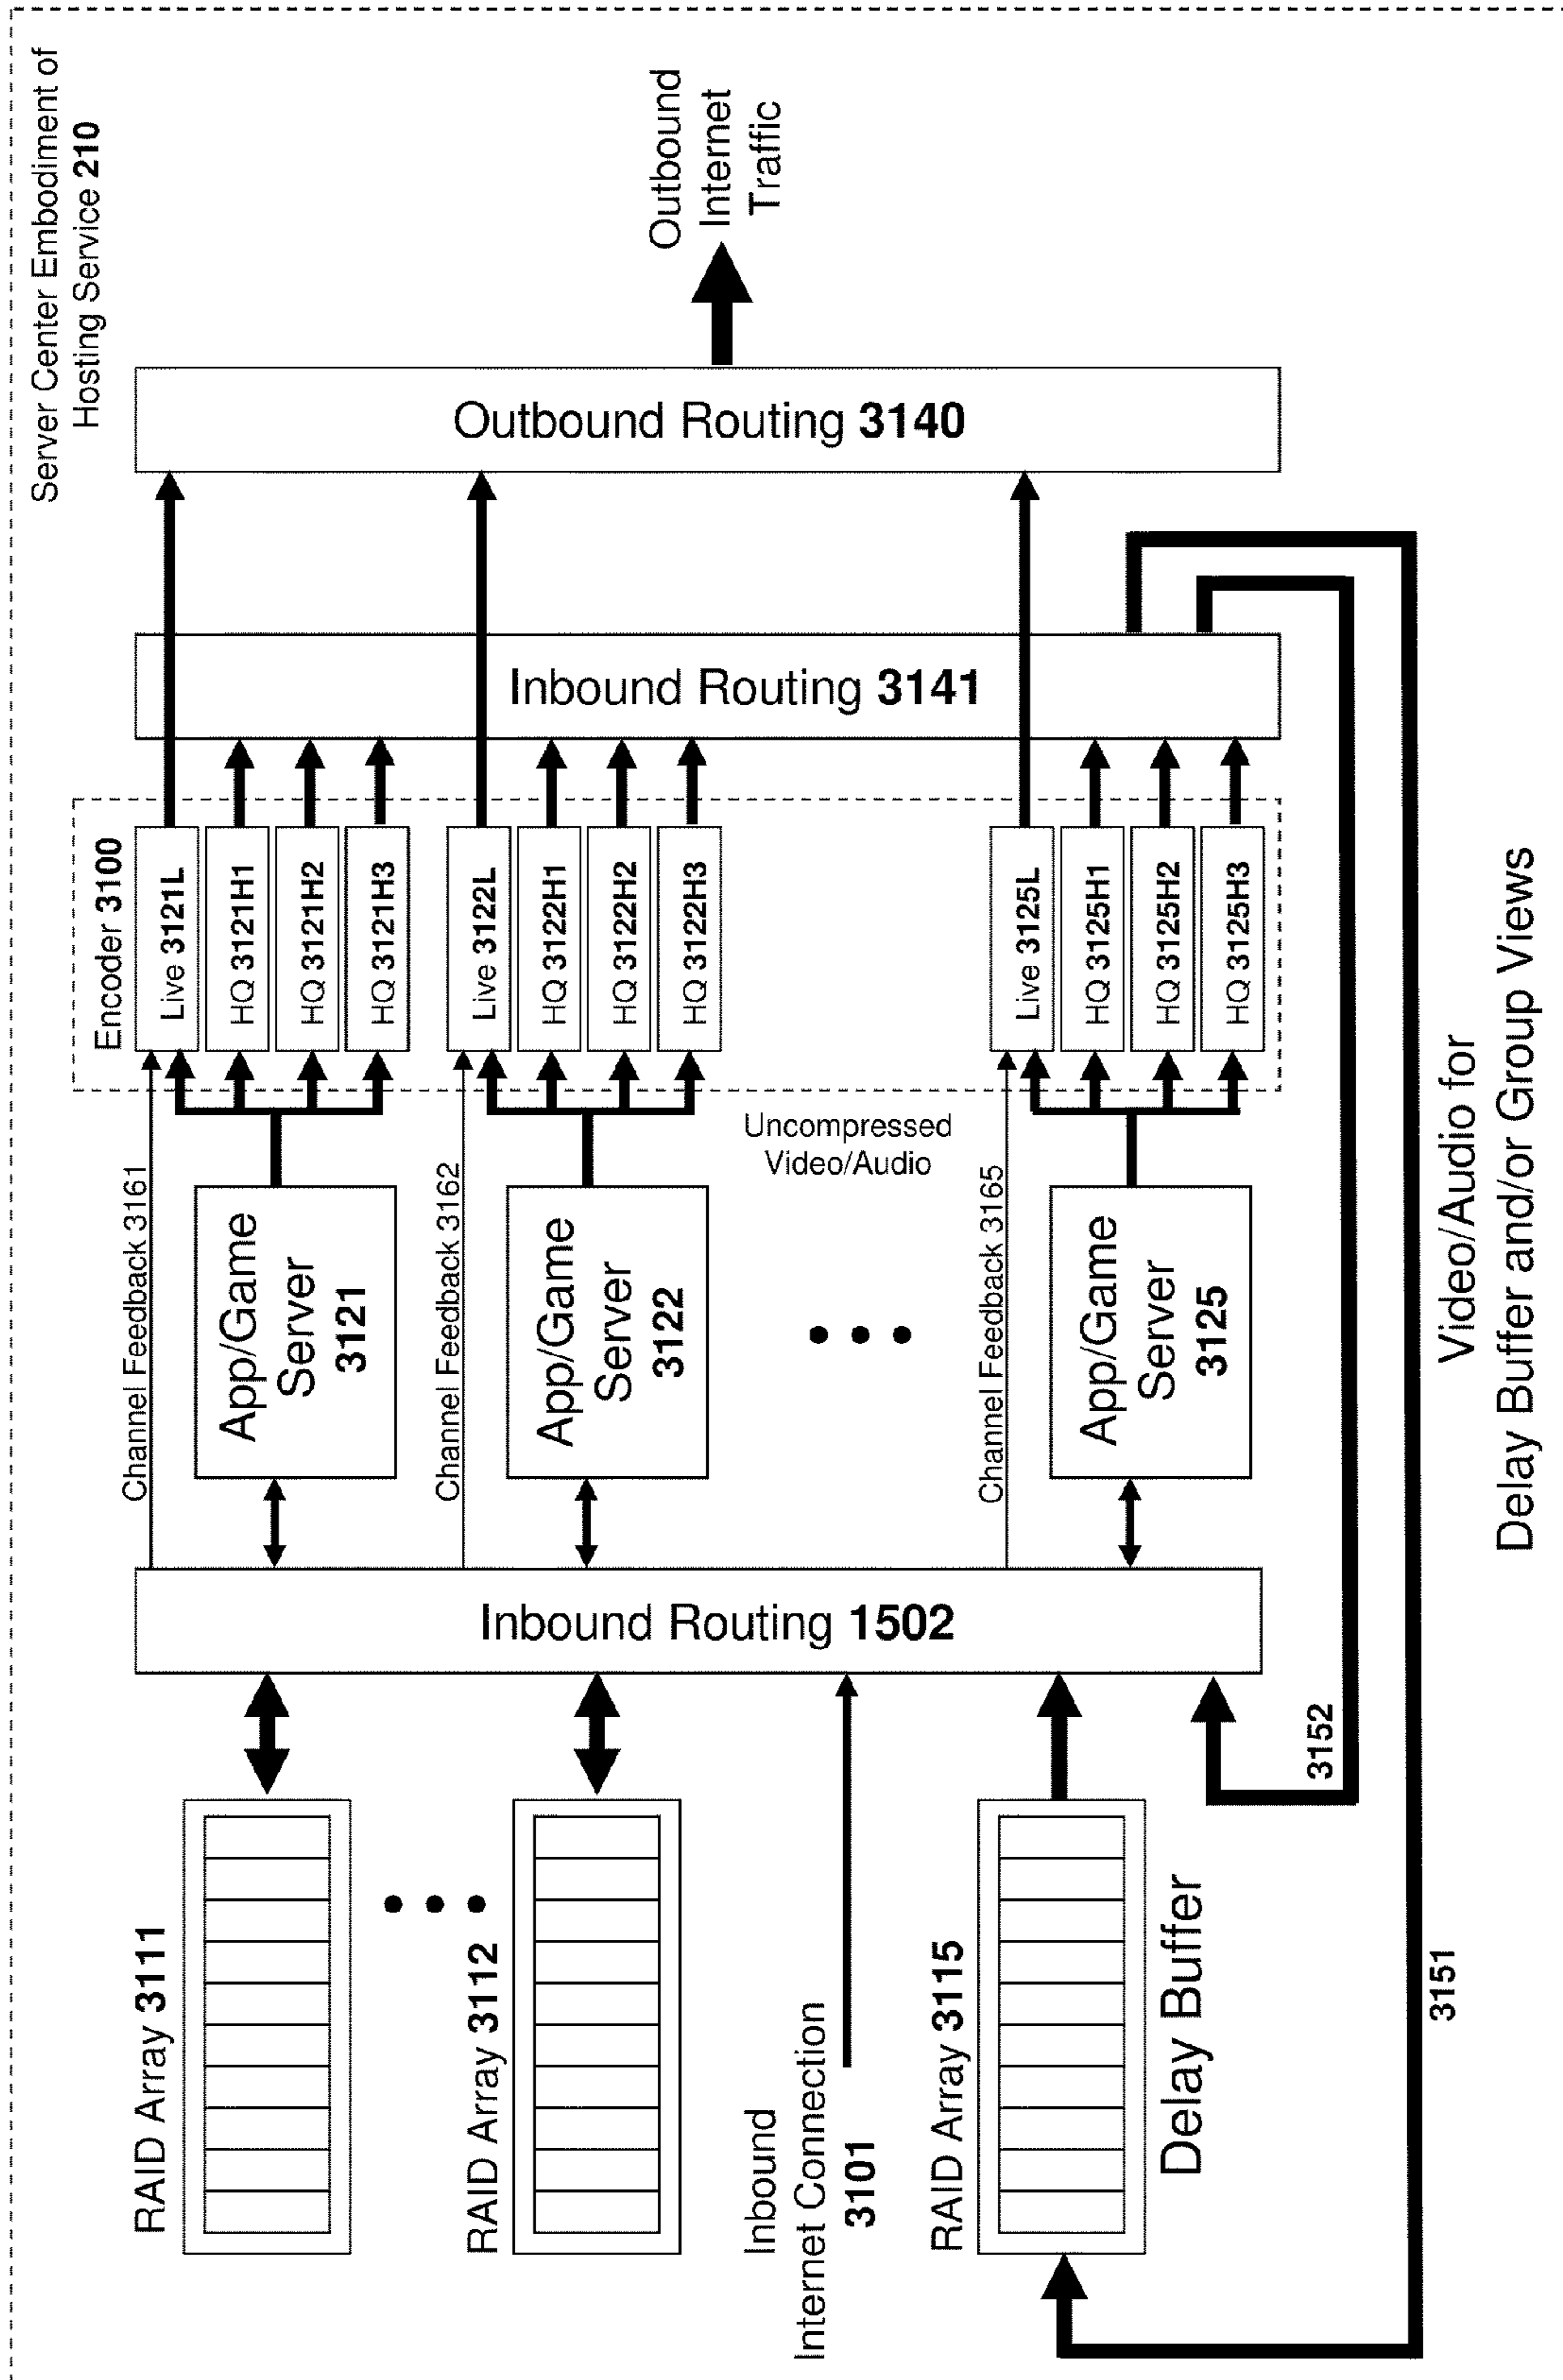 Server Center Embodiment of
Hosting Service 210
RAID Array 3111
RAID Array 3112
Inbound
Internet Connection
3101
RAID Array 3115
Delay Buffer
Inbound Routing 1502
Channel Feedback 3161
App/Game
Server
3121
Channel Feedback 3162
App/Game
Server
3122
Channel Feedback 3165
App/Game
Server
3125
Uncompressed
Video/Audio
Encoder 3100
Live 3121L
HQ 3121H1
HQ 3121H2
HQ 3121H3
Live 3122L
HQ 3122H1
HQ 3122H2
HQ 3122H3
Live 3125L
HQ 3125H1
HQ 3125H2
HQ 3125H3
Inbound Routing 3141
Outbound Routing 3140
Outbound
Internet
Traffic
3152
3151
Video/Audio for
Delay Buffer and/or Group Views